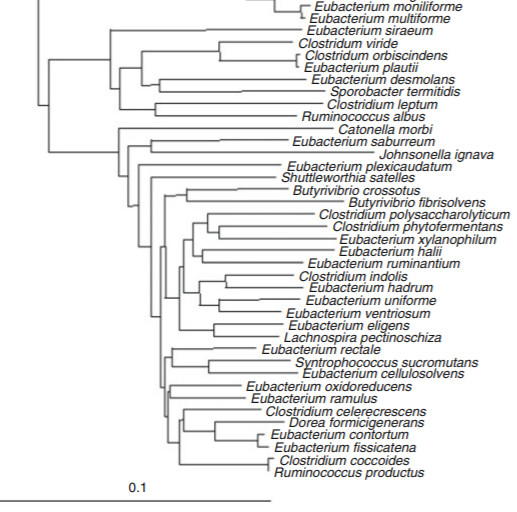 Eubacterium moniliforme
Eubacterium multiforme
Eubacterium siraeum
Clostridum viride
Clostridum orbiscindens
Eubacterium plautii
Eubacterium desmolans
Sporobacter termitidis
Clostridium leptum
Ruminococcus albus
Catonella morbi
Eubacterium saburreum
Johnsonella ignava
Eubacterium plexicaudatum
Shuttleworthia satelles
Butyrivibrio crossotus
Butyrivibrio fibrisolvens
Clostridium polysaccharolyticum
Clostridium phytofermentans
Eubacterium xylanophilum
Eubacterium halii
Eubacterium ruminantium
Clostridium indolis
Eubacterium hadrum
Eubacterium uniforme
Eubacterium ventriosum
Eubacterium eligens
Lachnospira pectinoschiza
Eubacterium rectale
Syntrophococcus sucromutans
Eubacterium cellulosolvens
Eubacterium oxidoreducens
Eubacterium ramulus
Clostridium celerecrescens
Dorea formicigenerans
Eubacterium contortum
Eubacterium fissicatena
Clostridium coccoides
Ruminococcus productus
0.1